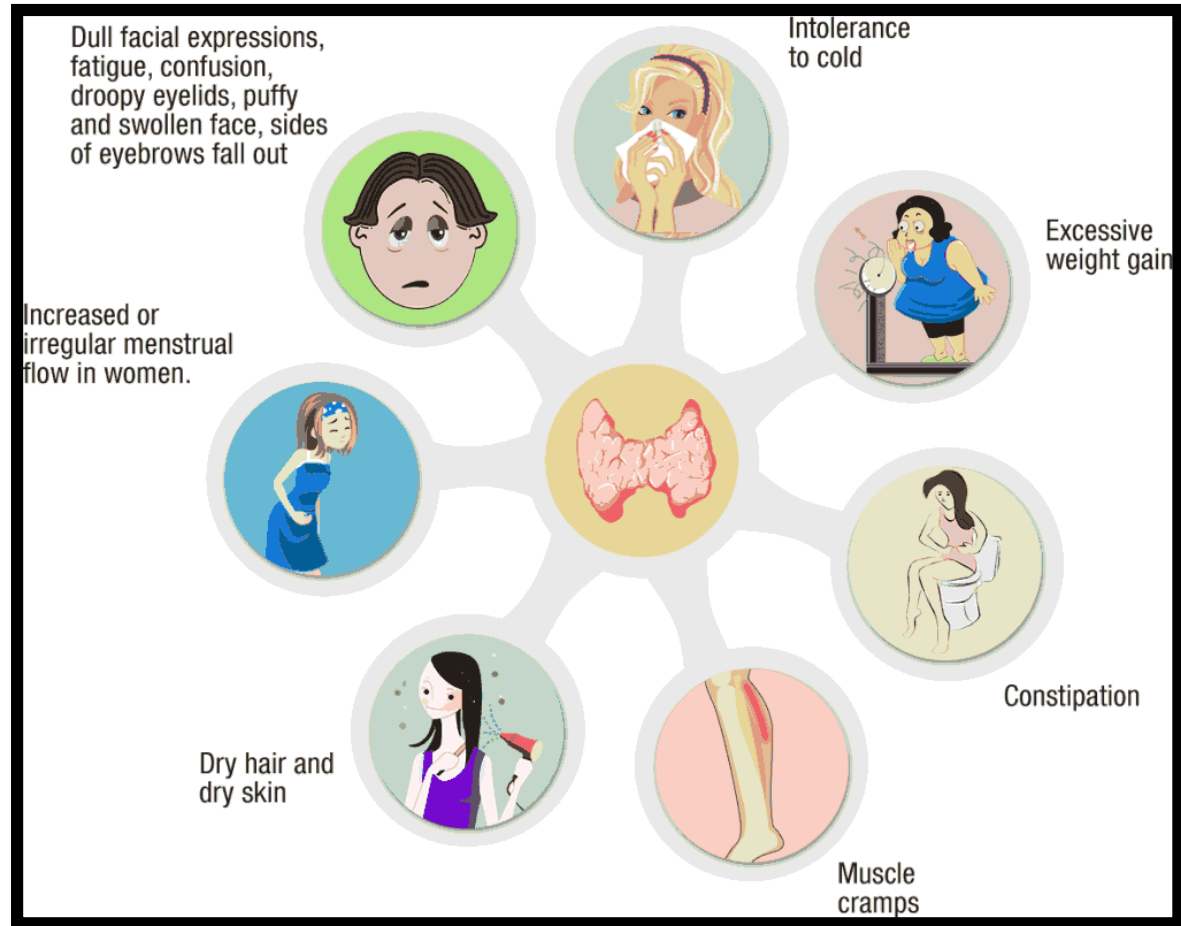 Dull facial expressions,
fatigue, confusion,
droopy eyelids, puffy
and swollen face, sides
of eyebrows fall out
Intolerance
to cold
Excessive
weight gain
Increased or
irregular menstrual
flow in women.
Constipation
Dry hair and
dry skin
Muscle
cramps